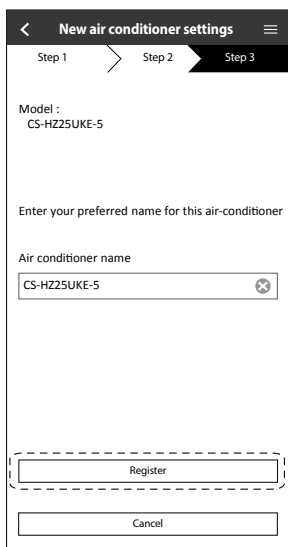 New air conditioner settings
Step 1 Step 2 Step 3
Model :
CS-HZ25UKE-5
Enter your preferred name for this air-conditioner
Air conditioner name
CS-HZ25UKE-5
Register
Cancel